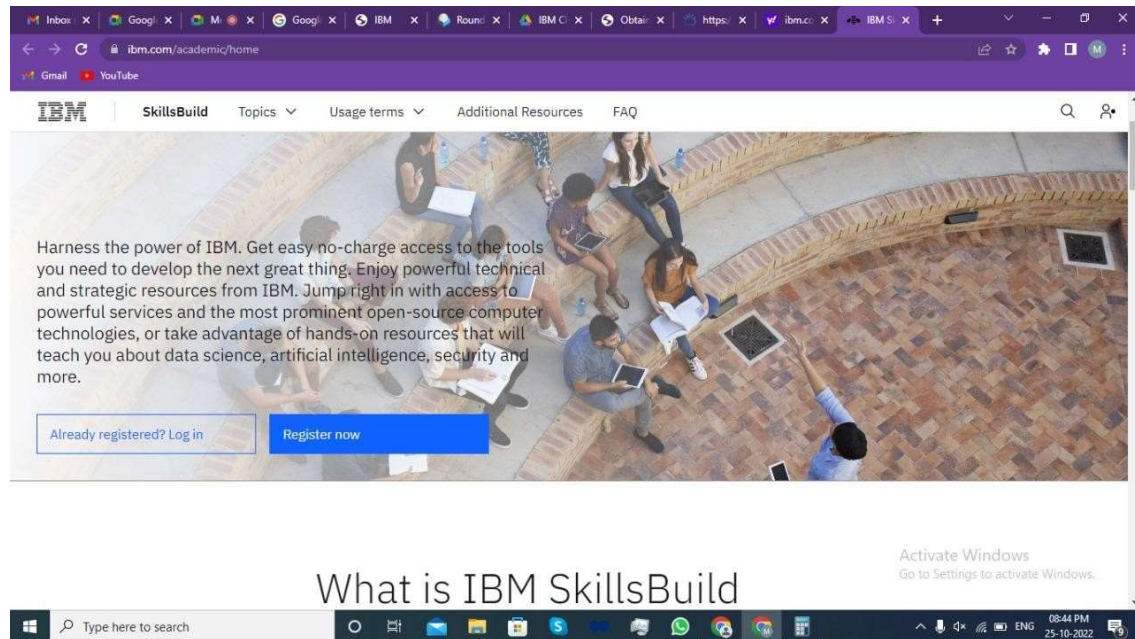 Inbox
Googl
M
Googl
IBM
Round
IBM Cl
Obtair
https:/
ibm.co
IBM S
ibm.com/academic/home
M
Gmail
YouTube
IBM SkillsBuild Topics Usage terms Additional Resources FAQ
Harness the power of IBM. Get easy no-charge access to the tools
you need to develop the next great thing. Enjoy powerful technical
and strategic resources from IBM. Jump right in with access to
powerful services and the most prominent open-source computer
technologies, or take advantage of hands-on resources that will
teach you about data science, artificial intelligence, security and
more.
Already registered? Log in
Register now
What is IBM SkillsBuild
Activate Windows
Go to Settings to activate Windows.
Type here to search
ENG
08:44 PM
25-10-2022